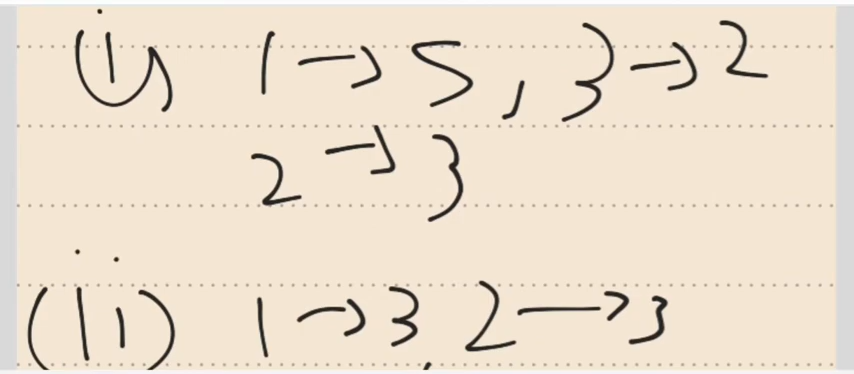 (i) 1 → 5, 3 → 2
2 → 3
(ii) 1 → 3, 2 → 3